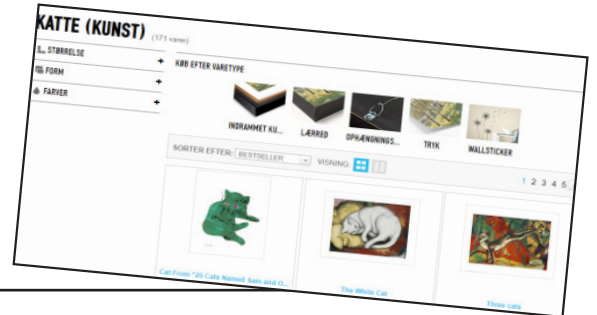 KATTE (KUNST) (171 varer)
STØRRELSE +
FORM +
FARVER +
KØB EFTER VARETYPE
INDRAMMET KU...
LÆRRED
OPHÆNGNINGS...
TRYK
WALLSTICKER
SORTER EFTER: BESTSELLER VISNING
1 2 3 4 5
Cat From "25 Cats Named Sam and O...
The White Cat
Three cats